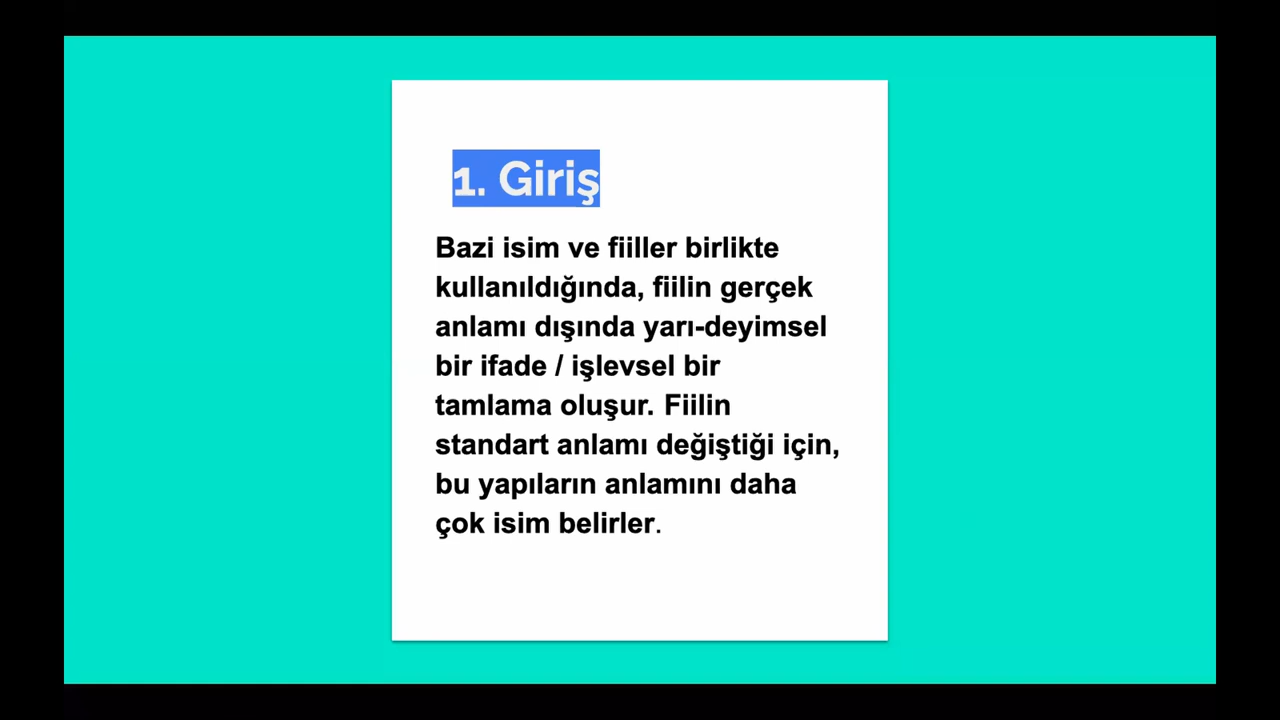 1. Giriş
Bazi isim ve fiiller birlikte
kullanıldığında, fiilin gerçek
anlamı dışında yarı-deyimsel
bir ifade / işlevsel bir
tamlama oluşur. Fiilin
standart anlamı değiştiği için,
bu yapıların anlamını daha
çok isim belirler.